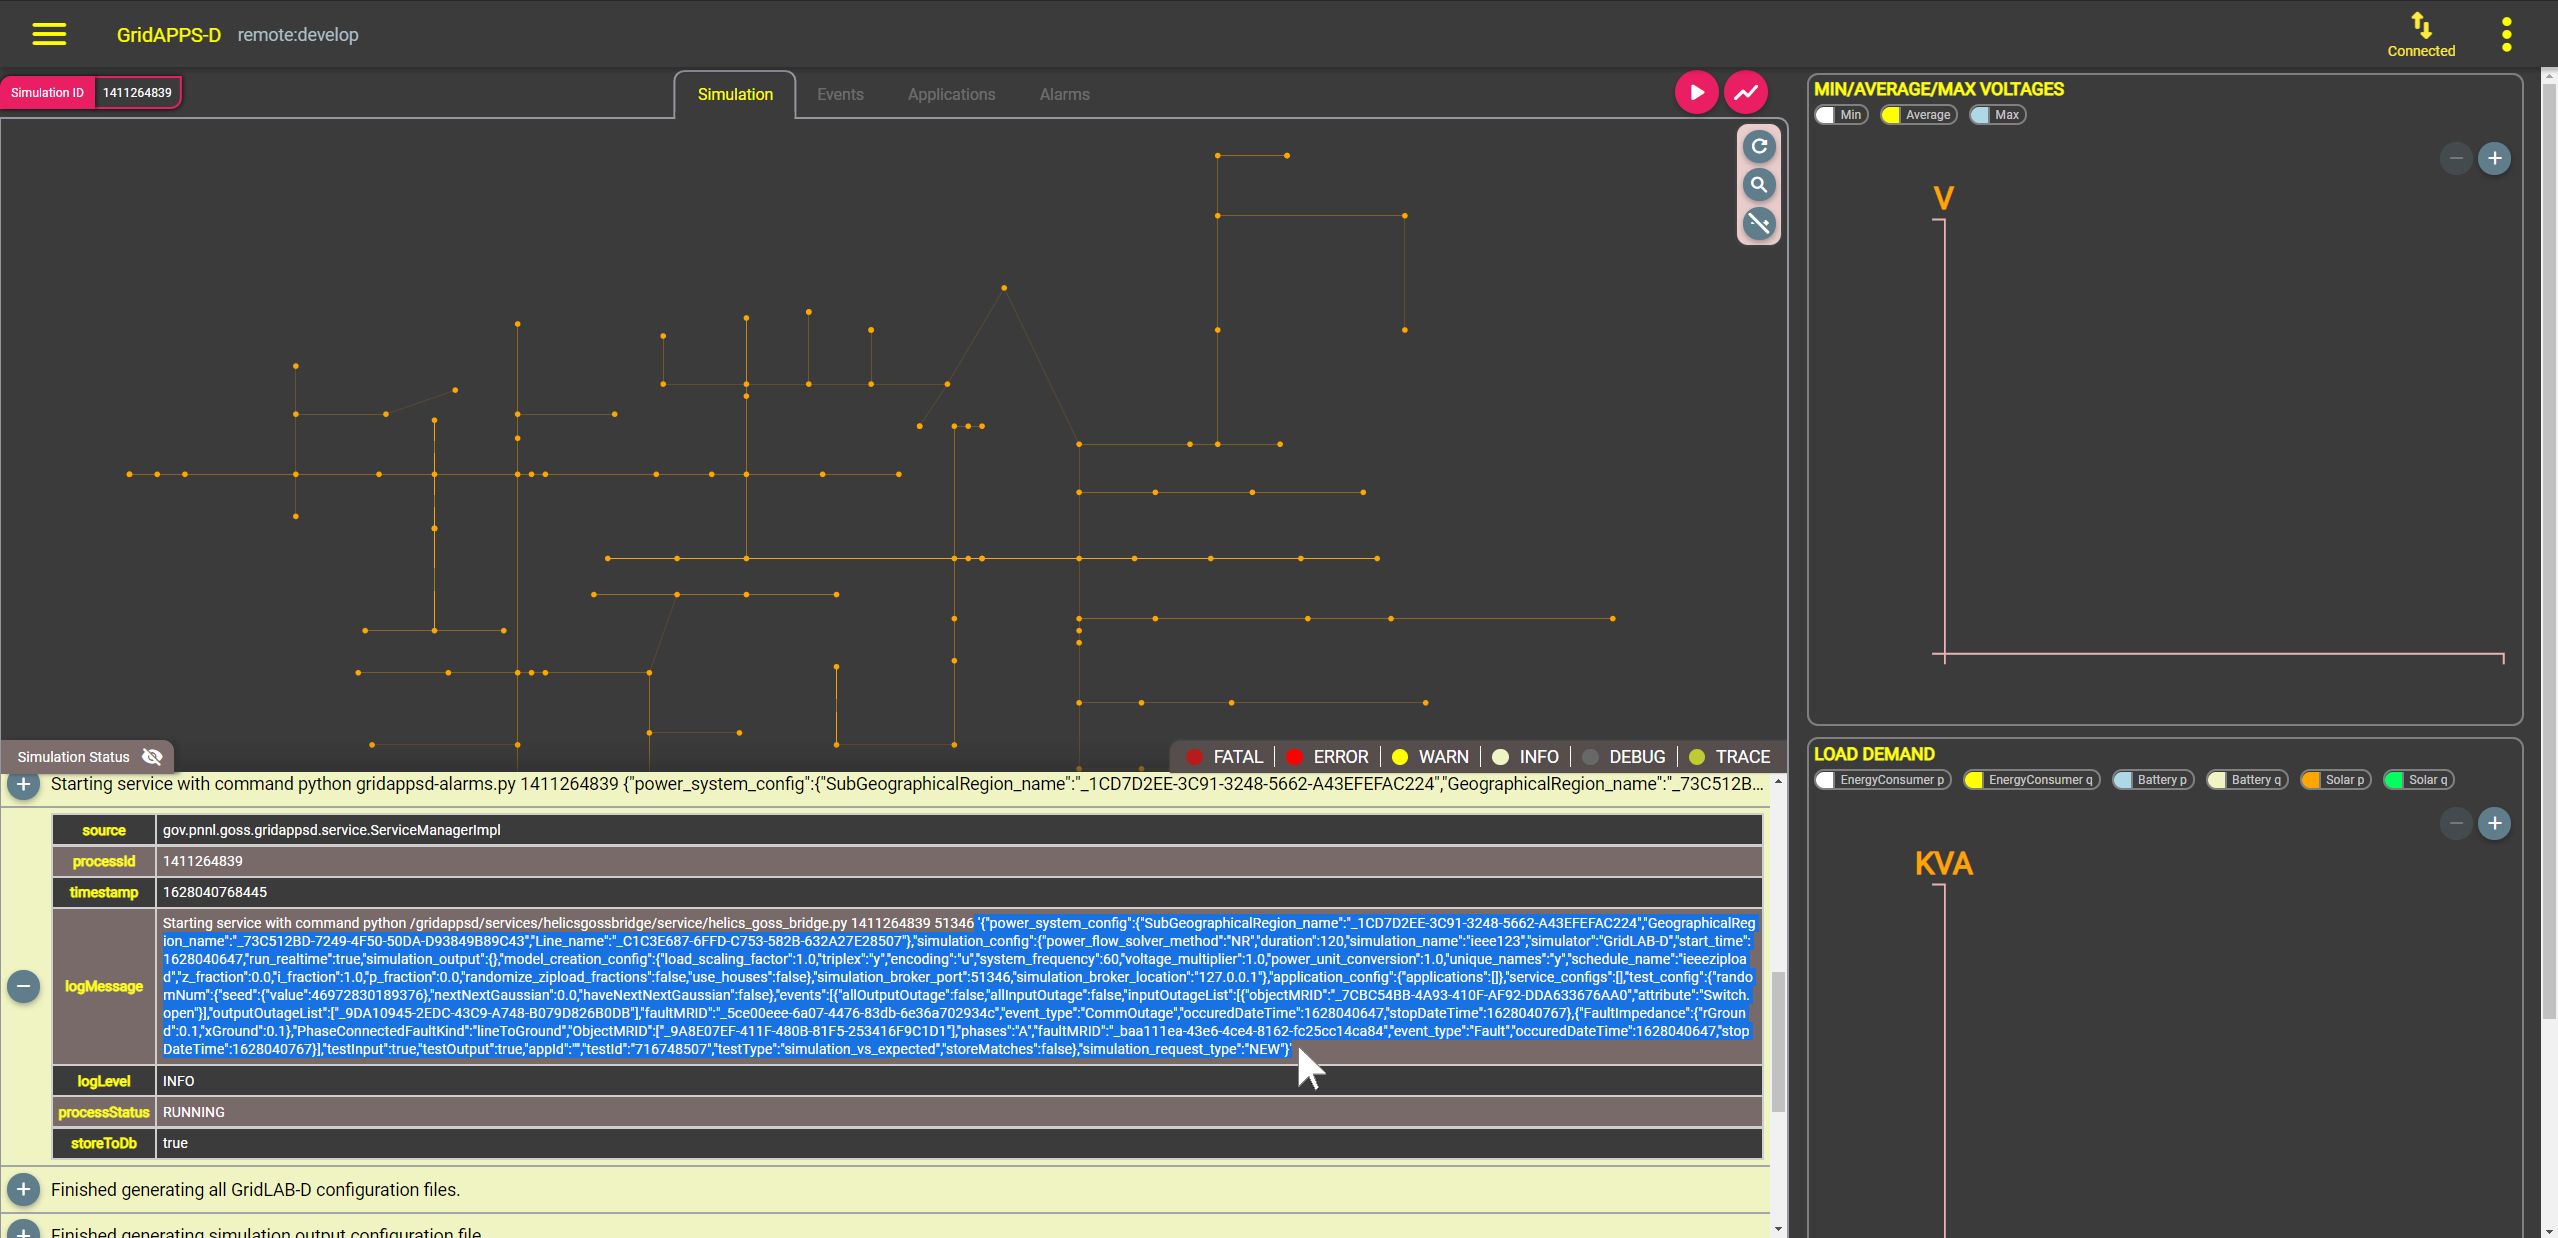 GridAPPS-D remote:develop
Connected
Simulation ID 1411264839
Simulation Events Applications Alarms
MIN/AVERAGE/MAX VOLTAGES
Min Average Max
V
Simulation Status
FATAL ERROR WARN INFO DEBUG TRACE
Starting service with command python gridappsd-alarms.py 1411264839 {"power_system_config":{"SubGeographicalRegion_name":"_1CD7D2EE-3C91-3248-5662-A43EFEFAC224","GeographicalRegion_name":"_73C512B...
source gov.pnnl.goss.gridappsd.service.ServiceManagerImpl
processId 1411264839
timestamp 1628040768445
logMessage
Starting service with command python /gridappsd/services/helicsgossbridge/service/helics_goss_bridge.py 1411264839 51346 '{"power_system_config":{"SubGeographicalRegion_name":"_1CD7D2EE-3C91-3248-5662-A43EFEFAC224","GeographicalReg
ion_name":"_73C512BD-7249-4F50-50DA-D93849B89C43","Line_name":"_C1C3E687-6FFD-C753-582B-632A27E28507"},"simulation_config":{"power_flow_solver_method":"NR","duration":120,"simulation_name":"ieee123","simulator":"GridLAB-D","start_time":
1628040647,"run_realtime":true,"simulation_output":{},"model_creation_config":{"load_scaling_factor":1.0,"triplex":"y","encoding":"u","system_frequency":60,"voltage_multiplier":1.0,"power_unit_conversion":1.0,"unique_names":"y","schedule_name":"ieeeziploa
d","z_fraction":0.0,"i_fraction":1.0,"p_fraction":0.0,"randomize_zipload_fractions":false,"use_houses":false},"simulation_broker_port":51346,"simulation_broker_location":"127.0.0.1"},"application_config":{"applications":[]},"service_configs":[],"test_config":{"rando
mNum":{"seed":{"value":46972830189376},"nextNextGaussian":0.0,"haveNextNextGaussian":false},"events":[{"allOutputOutage":false,"allInputOutage":false,"inputOutageList":[{"objectMRID":"_7CBC54BB-4A93-410F-AF92-DDA633676AA0","attribute":"Switch.
open"}],"outputOutageList":["_9DA10945-2EDC-43C9-A748-B079D826B0DB"],"faultMRID":"_5ce00eee-6a07-4476-83db-6e36a702934c","event_type":"CommOutage","occuredDateTime":1628040647,"stopDateTime":1628040767},{"FaultImpedance":{"rGroun
d":0.1,"xGround":0.1},"PhaseConnectedFaultKind":"lineToGround","ObjectMRID":["_9A8E07EF-411F-480B-81F5-253416F9C1D1"],"phases":"A","faultMRID":"_baa111ea-43e6-4ce4-8162-fc25cc14ca84","event_type":"Fault","occuredDateTime":1628040647,"stop
DateTime":1628040767}],"testInput":true,"testOutput":true,"appId":"","testId":"716748507","testType":"simulation_vs_expected","storeMatches":false},"simulation_request_type":"NEW"}'
logLevel INFO
processStatus RUNNING
storeToDb true
Finished generating all GridLAB-D configuration files.
Finished generating simulation output configuration file.
LOAD DEMAND
EnergyConsumer p EnergyConsumer q Battery p Battery q Solar p Solar q
KVA